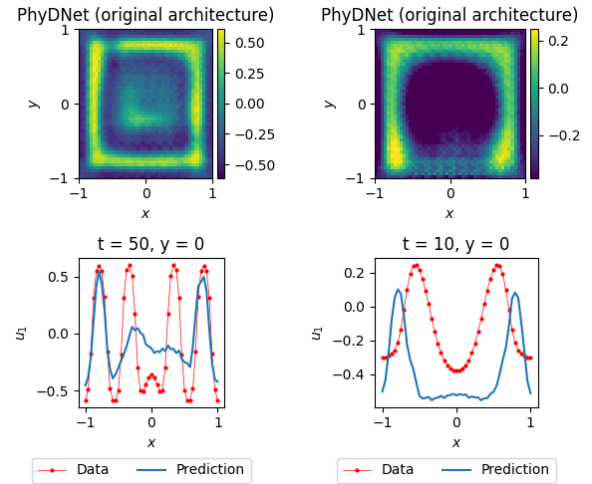 PhyDNet (original architecture)
1
0
−1
y
−1
0
1
x
0.50
0.25
0.00
−0.25
−0.50
PhyDNet (original architecture)
1
0
−1
y
−1
0
1
x
0.2
0.0
−0.2
t = 50, y = 0
0.5
0.0
−0.5
u₁
−1
0
1
x
Data
Prediction
t = 10, y = 0
0.2
0.0
−0.2
−0.4
u₁
−1
0
1
x
Data
Prediction